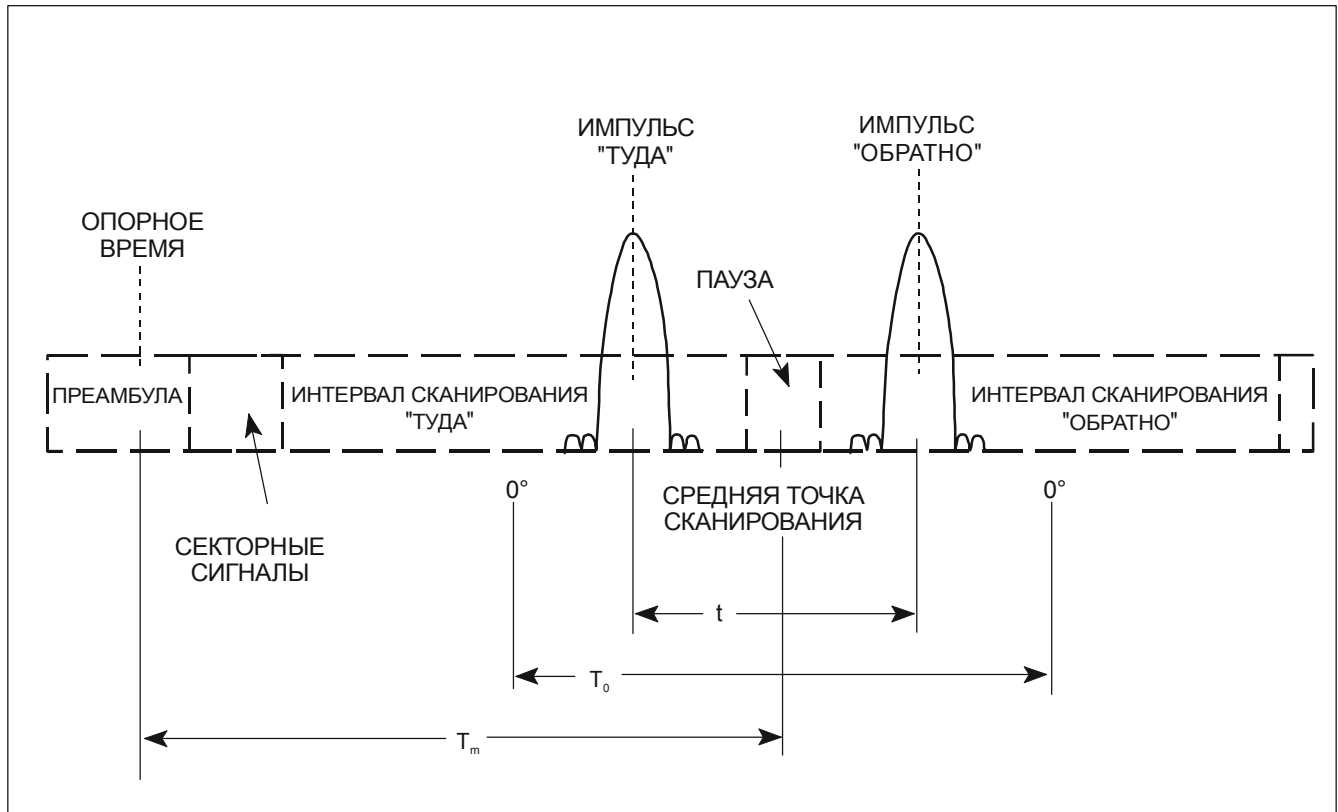 ИМПУЛЬС
"ТУДА"
ИМПУЛЬС
"ОБРАТНО"
ОПОРНОЕ
ВРЕМЯ
ПАУЗА
ПРЕАМБУЛА
ИНТЕРВАЛ СКАНИРОВАНИЯ
"ТУДА"
ИНТЕРВАЛ СКАНИРОВАНИЯ
"ОБРАТНО"
0°
СРЕДНЯЯ ТОЧКА
СКАНИРОВАНИЯ
0°
СЕКТОРНЫЕ
СИГНАЛЫ
t
T₀
Tₘ